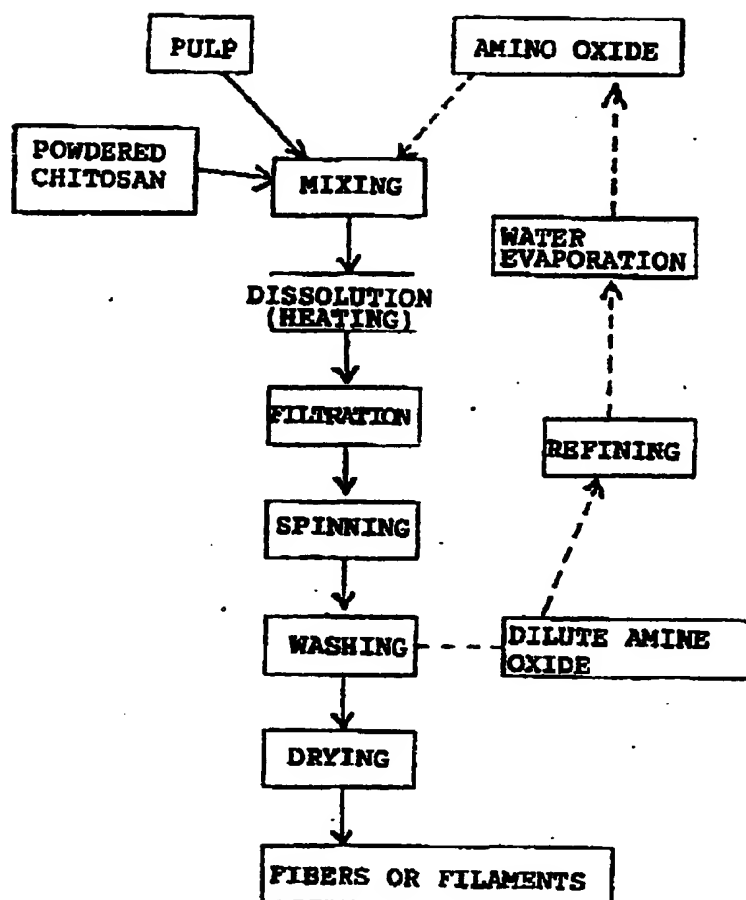 PULP
AMINO OXIDE
POWDERED
CHITOSAN
MIXING
WATER
EVAPORATION
DISSOLUTION
(HEATING)
FILTRATION
REFINING
SPINNING
WASHING
DILUTE AMINE
OXIDE
DRYING
FIBERS OR FILAMENTS